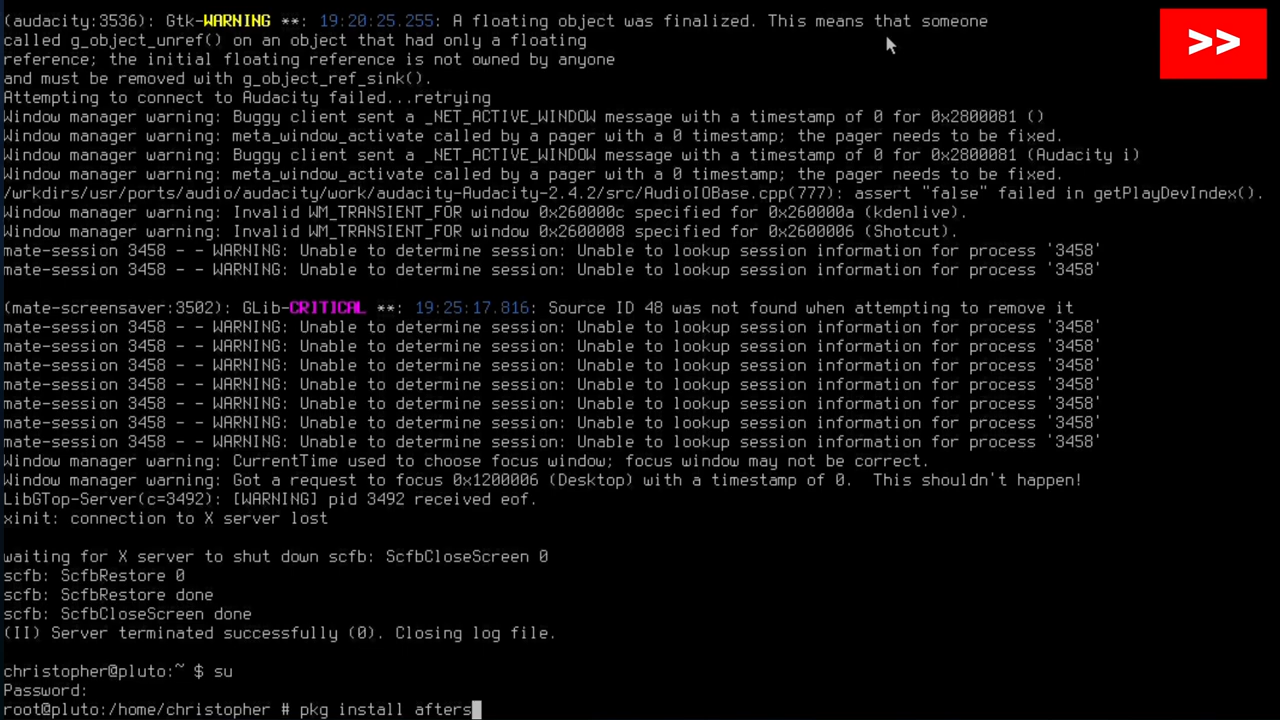 (audacity:3536): Gtk-WARNING **: 19:20:25.255: A floating object was finalized. This means that someone
called g_object_unref() on an object that had only a floating
reference; the initial floating reference is not owned by anyone
and must be removed with g_object_ref_sink().
Attempting to connect to Audacity failed...retrying
Window manager warning: Buggy client sent a _NET_ACTIVE_WINDOW message with a timestamp of 0 for 0x2800081 ()
Window manager warning: meta_window_activate called by a pager with a 0 timestamp; the pager needs to be fixed.
Window manager warning: Buggy client sent a _NET_ACTIVE_WINDOW message with a timestamp of 0 for 0x2800081 (Audacity i)
Window manager warning: meta_window_activate called by a pager with a 0 timestamp; the pager needs to be fixed.
/wrkdirs/usr/ports/audio/audacity/work/audacity-Audacity-2.4.2/src/AudioIOBase.cpp(777): assert "false" failed in getPlayDevIndex().
Window manager warning: Invalid WM_TRANSIENT_FOR window 0x260000c specified for 0x260000a (kdenlive).
Window manager warning: Invalid WM_TRANSIENT_FOR window 0x2600008 specified for 0x2600006 (Shotcut).
mate-session 3458 - - WARNING: Unable to determine session: Unable to lookup session information for process '3458'
mate-session 3458 - - WARNING: Unable to determine session: Unable to lookup session information for process '3458'
(mate-screensaver:3502): GLib-CRITICAL **: 19:25:17.816: Source ID 48 was not found when attempting to remove it
mate-session 3458 - - WARNING: Unable to determine session: Unable to lookup session information for process '3458'
mate-session 3458 - - WARNING: Unable to determine session: Unable to lookup session information for process '3458'
mate-session 3458 - - WARNING: Unable to determine session: Unable to lookup session information for process '3458'
mate-session 3458 - - WARNING: Unable to determine session: Unable to lookup session information for process '3458'
mate-session 3458 - - WARNING: Unable to determine session: Unable to lookup session information for process '3458'
mate-session 3458 - - WARNING: Unable to determine session: Unable to lookup session information for process '3458'
mate-session 3458 - - WARNING: Unable to determine session: Unable to lookup session information for process '3458'
Window manager warning: CurrentTime used to choose focus window; focus window may not be correct.
Window manager warning: Got a request to focus 0x1200006 (Desktop) with a timestamp of 0.  This shouldn't happen!
LibGTop-Server(c=3492): [WARNING] pid 3492 received eof.
xinit: connection to X server lost
waiting for X server to shut down scfb: ScfbCloseScreen 0
scfb: ScfbRestore 0
scfb: ScfbRestore done
scfb: ScfbCloseScreen done
(II) Server terminated successfully (0). Closing log file.
christopher@pluto:~ $ su
Password:
root@pluto:/home/christopher # pkg install afters
>>